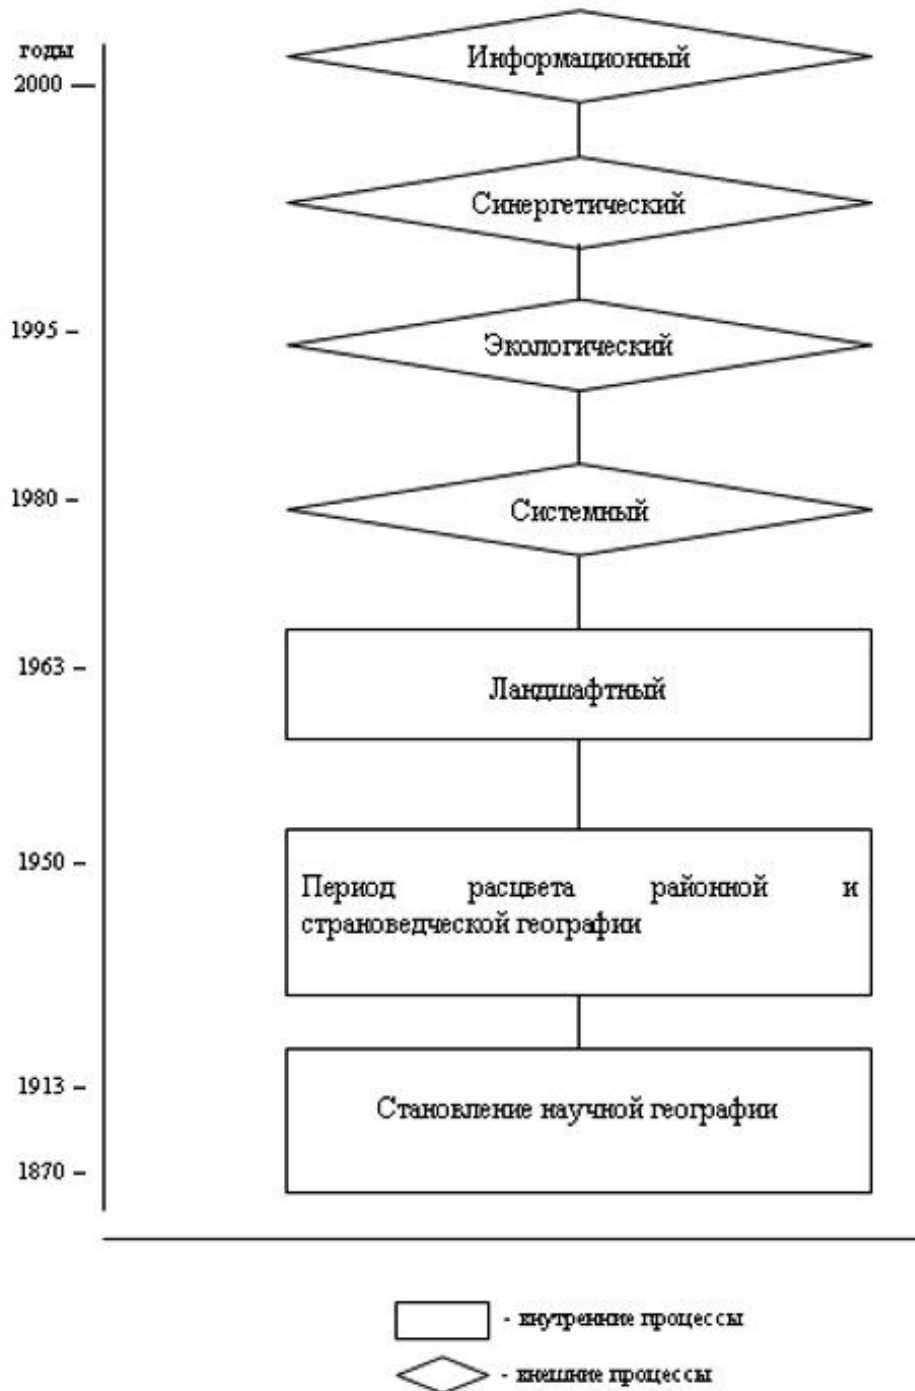 годы
Информационный
2000 —
Синергетический
1995 –
Экологический
1980 –
Системный
1963 –
Ландшафтный
1950 –
Период расцвета районной и
страноведческой географии
1913 –
Становление научной географии
1870 –
- внутренние процессы
- внешние процессы